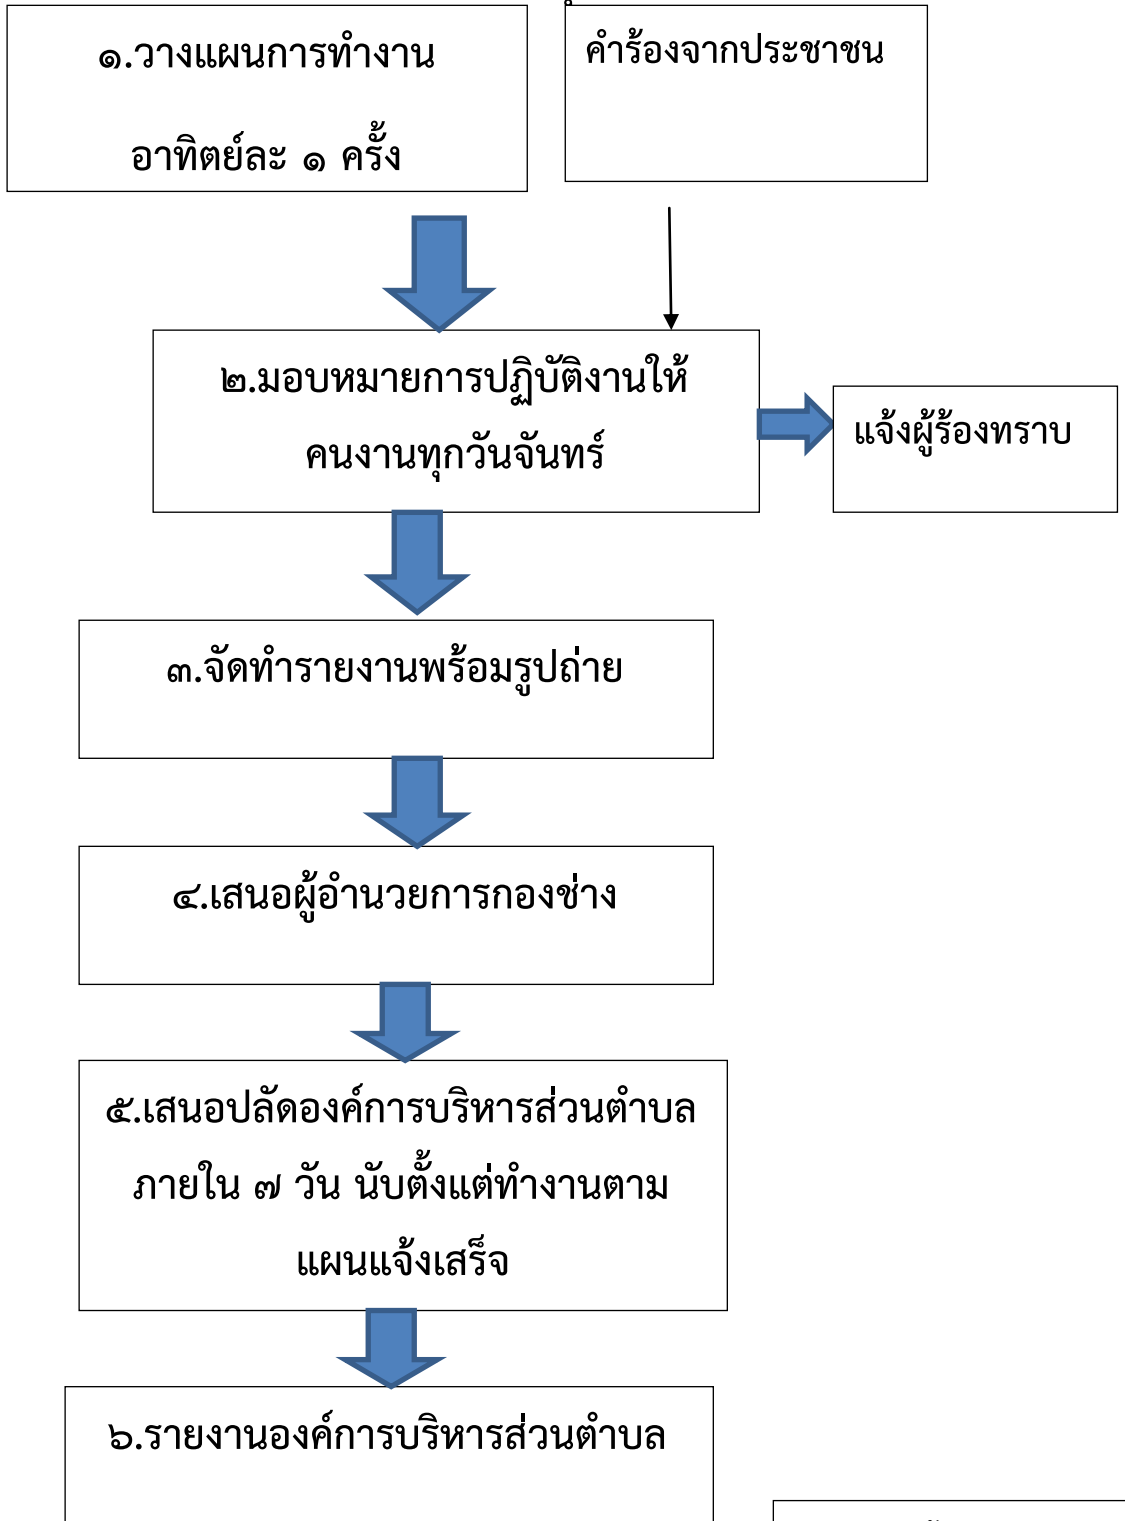 ๑.วางแผนการทำงาน
อาทิตย์ละ ๑ ครั้ง
คำร้องจากประชาชน
๒.มอบหมายการปฏิบัติงานให้
คนงานทุกวันจันทร์
แจ้งผู้ร้องทราบ
๓.จัดทำรายงานพร้อมรูปถ่าย
๔.เสนอผู้อำนวยการกองช่าง
๕.เสนอปลัดองค์การบริหารส่วนตำบล
ภายใน ๗ วัน นับตั้งแต่ทำงานตาม
แผนแจ้งเสร็จ
๖.รายงานองค์การบริหารส่วนตำบล